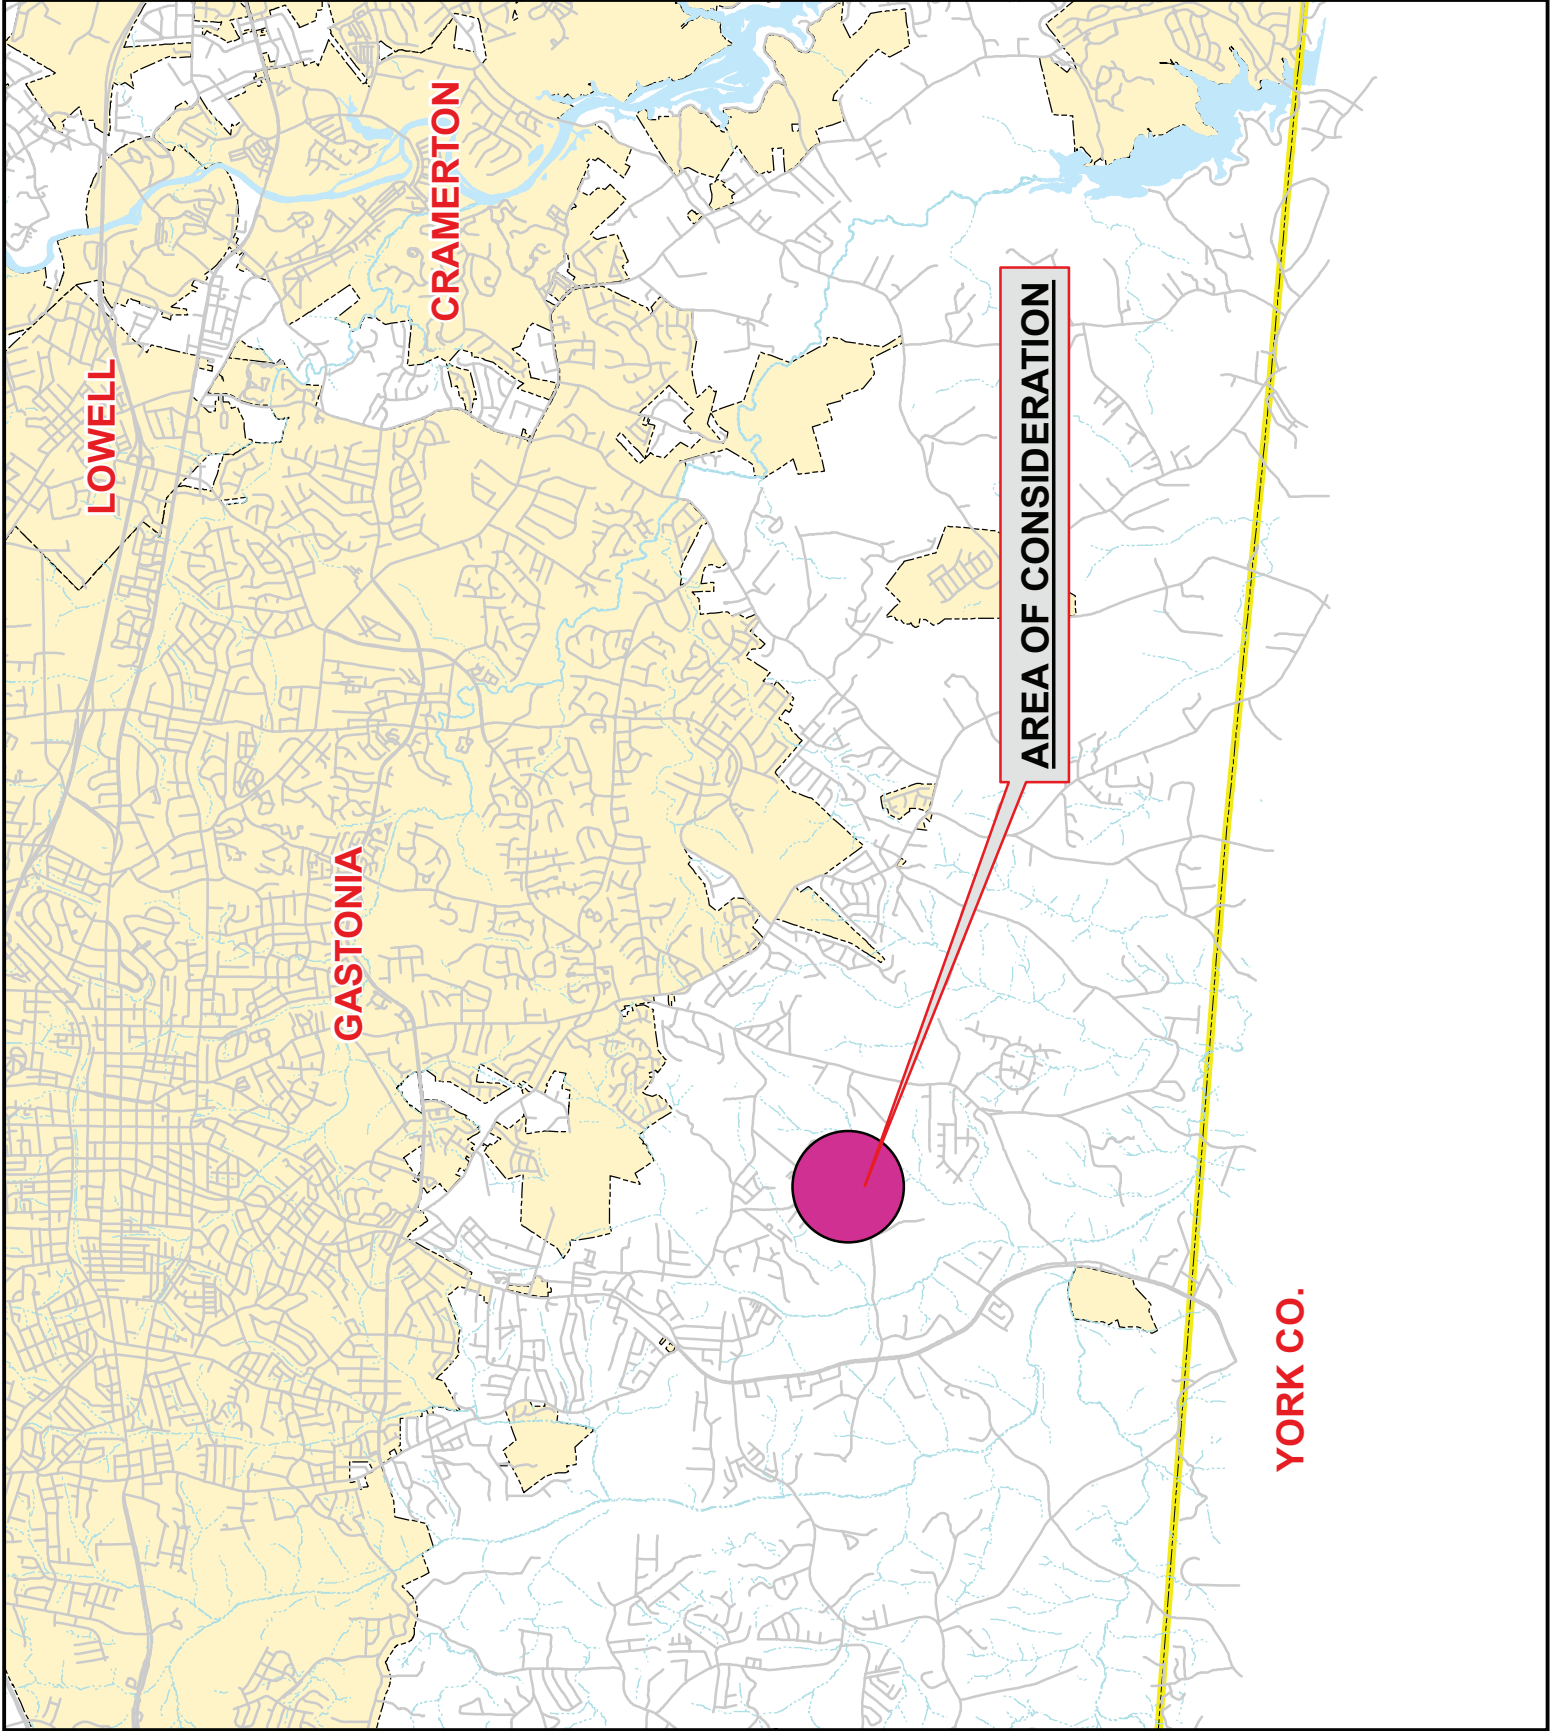 LOWELL
CRAMERTON
GASTONIA
AREA OF CONSIDERATION
YORK CO.